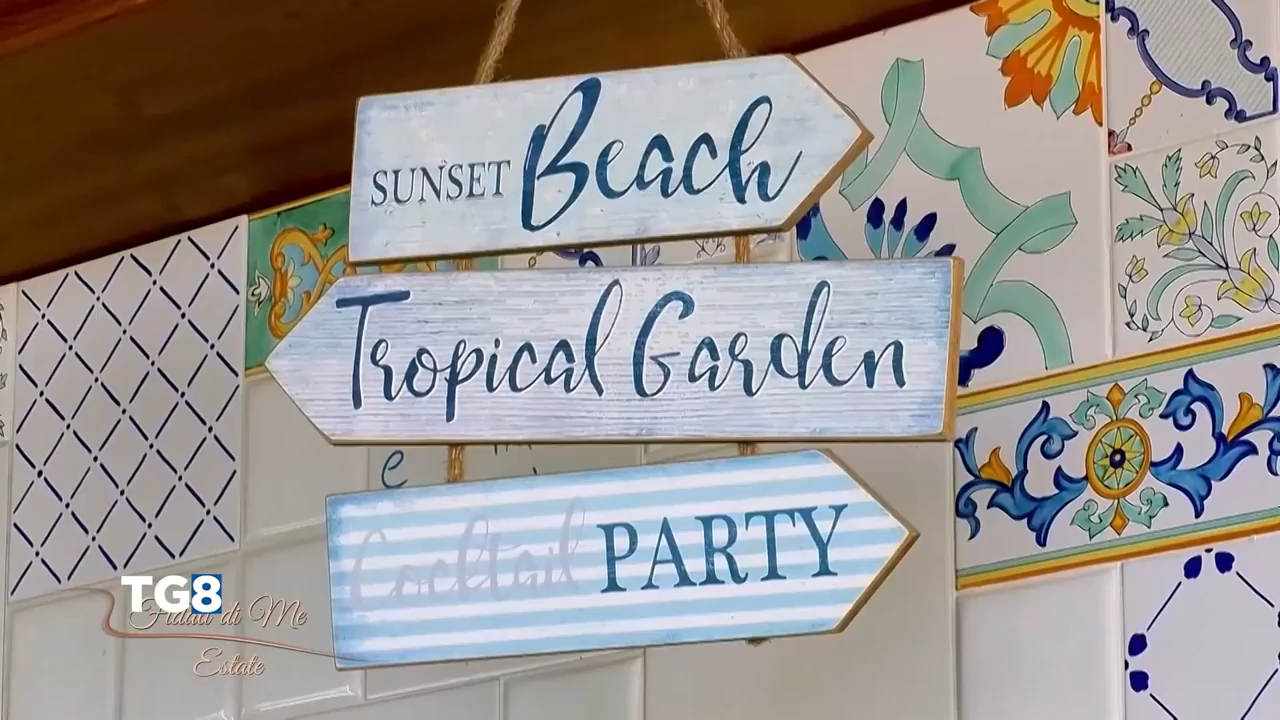 SUNSET Beach
Tropical Garden
e
Cocktail PARTY
TG8
Fidati di Me
Estate